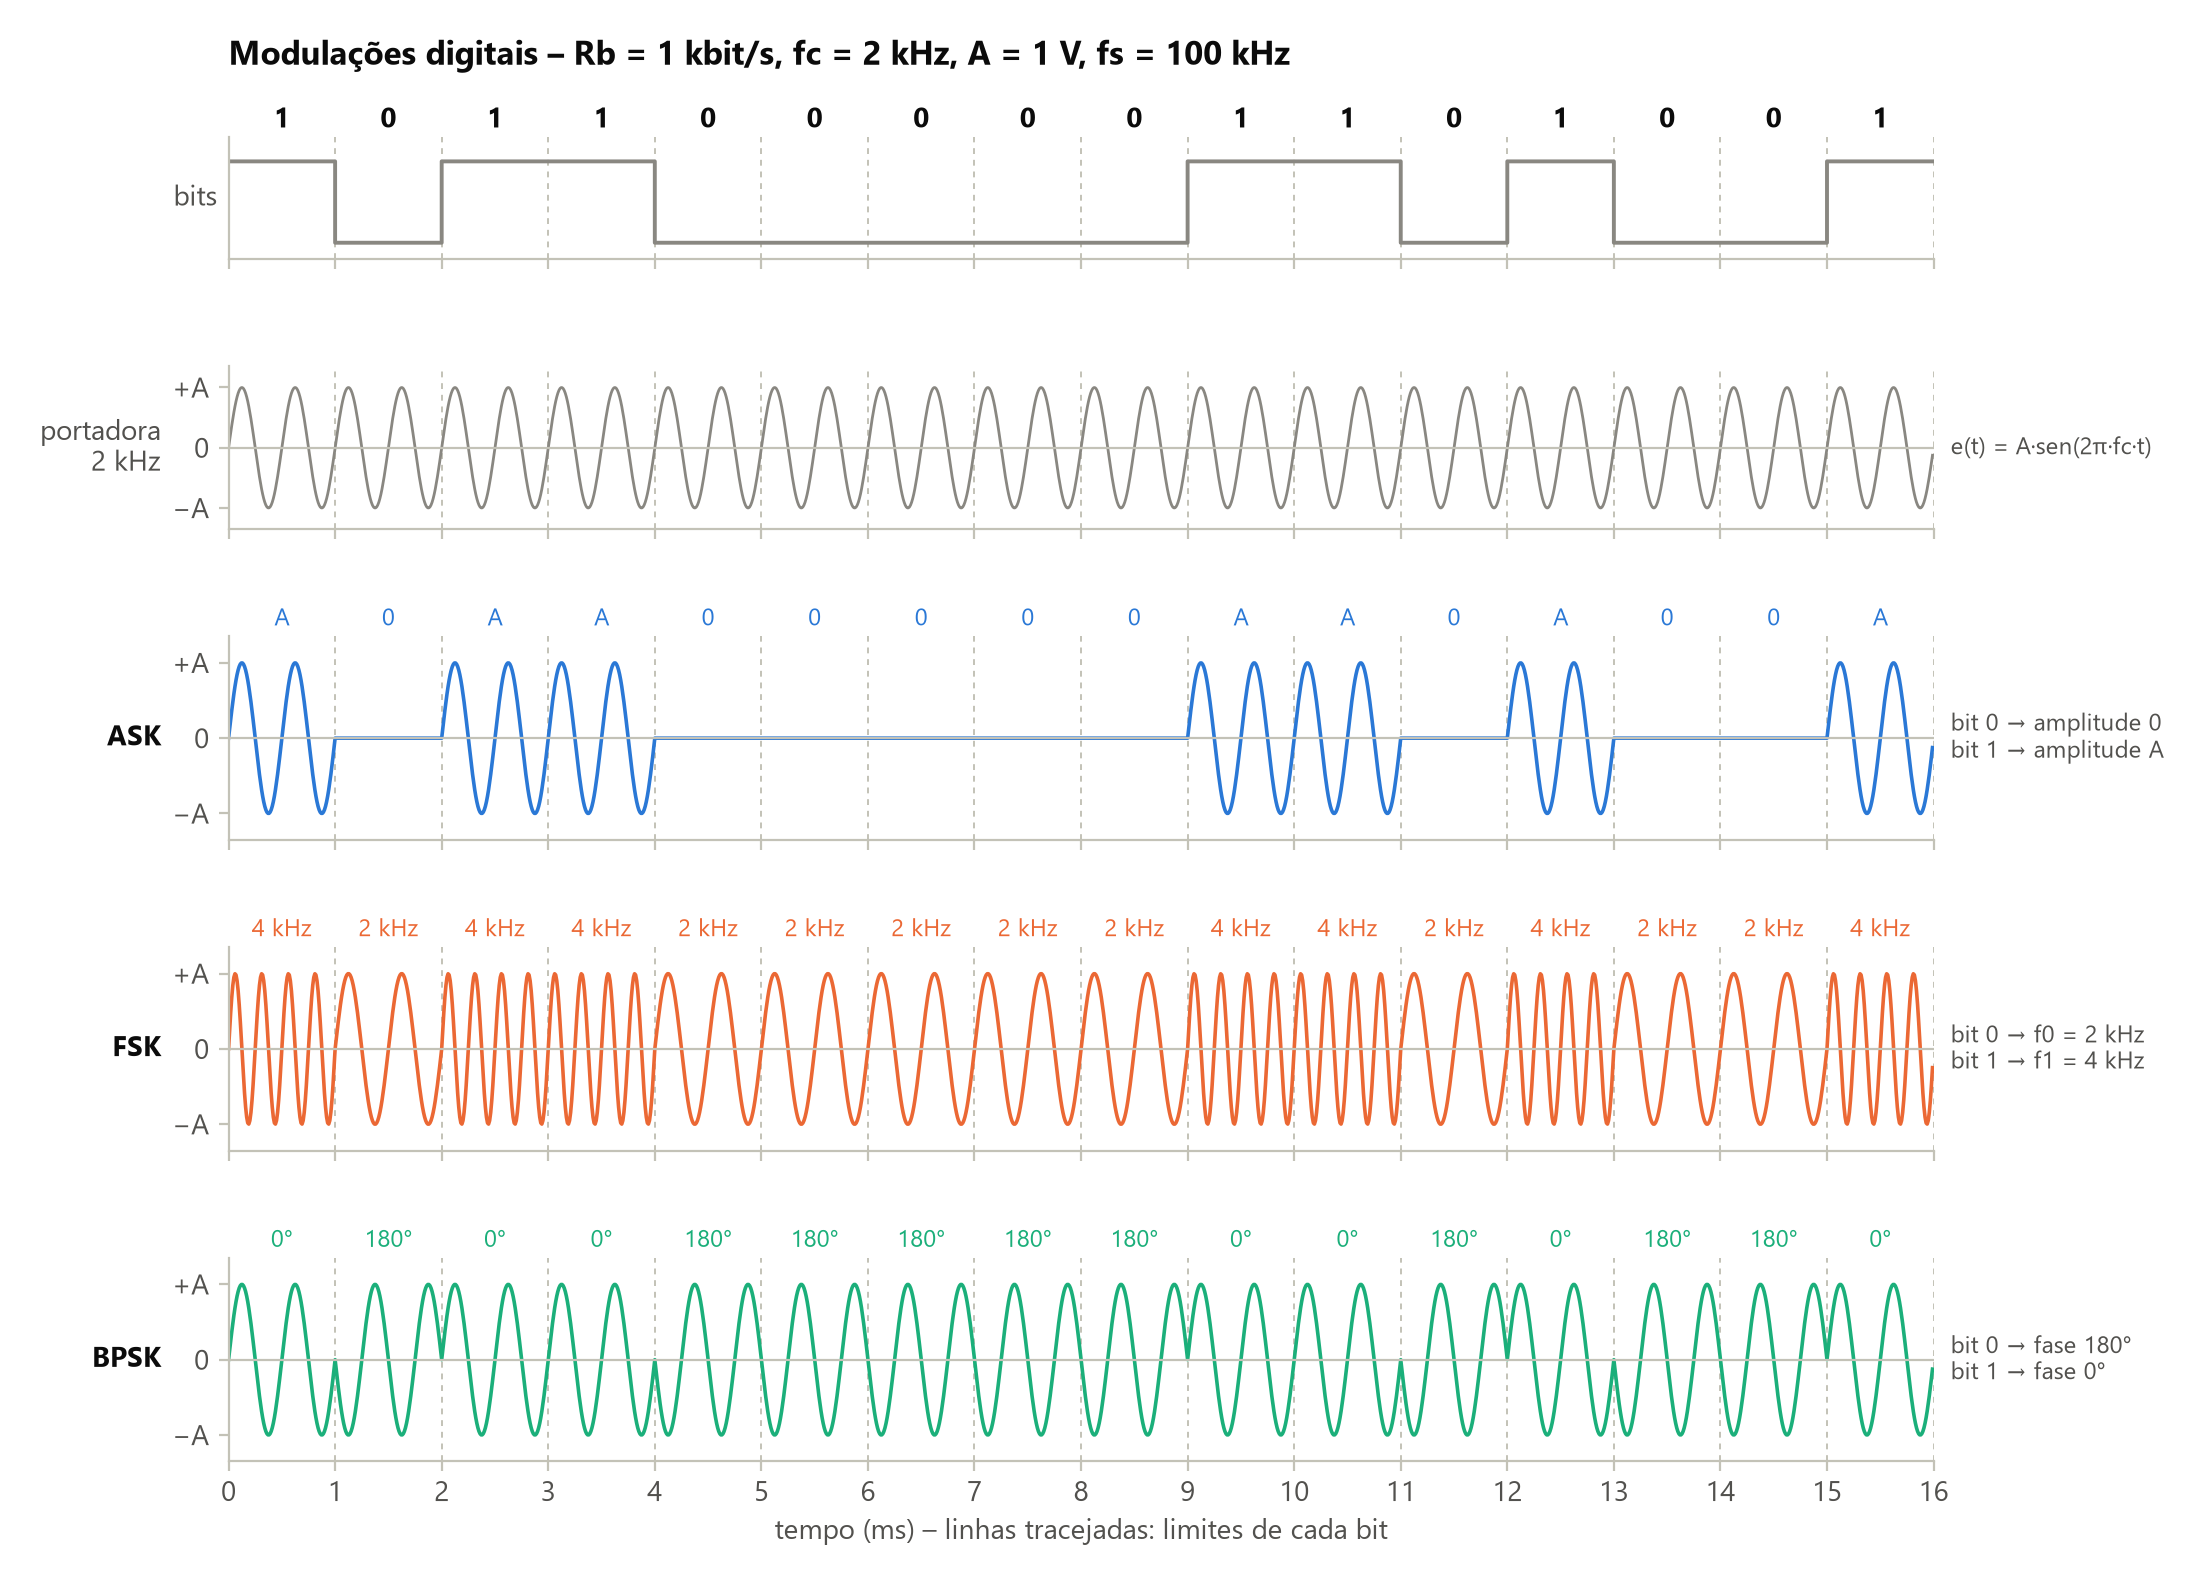 Modulações digitais – Rb = 1 kbit/s, fc = 2 kHz, A = 1 V, fs = 100 kHz
1 0 1 1 0 0 0 0 0 1 1 0 1 0 0 1
bits
+A
portadora
2 kHz
0
−A
e(t) = A·sen(2π·fc·t)
A 0 A A 0 0 0 0 0 A A 0 A 0 0 A
+A
ASK
0
−A
bit 0 → amplitude 0
bit 1 → amplitude A
4 kHz 2 kHz 4 kHz 4 kHz 2 kHz 2 kHz 2 kHz 2 kHz 2 kHz 4 kHz 4 kHz 2 kHz 4 kHz 2 kHz 2 kHz 4 kHz
+A
FSK
0
−A
bit 0 → f0 = 2 kHz
bit 1 → f1 = 4 kHz
0° 180° 0° 0° 180° 180° 180° 180° 180° 0° 0° 180° 0° 180° 180° 0°
+A
BPSK
0
−A
bit 0 → fase 180°
bit 1 → fase 0°
0 1 2 3 4 5 6 7 8 9 10 11 12 13 14 15 16
tempo (ms) – linhas tracejadas: limites de cada bit